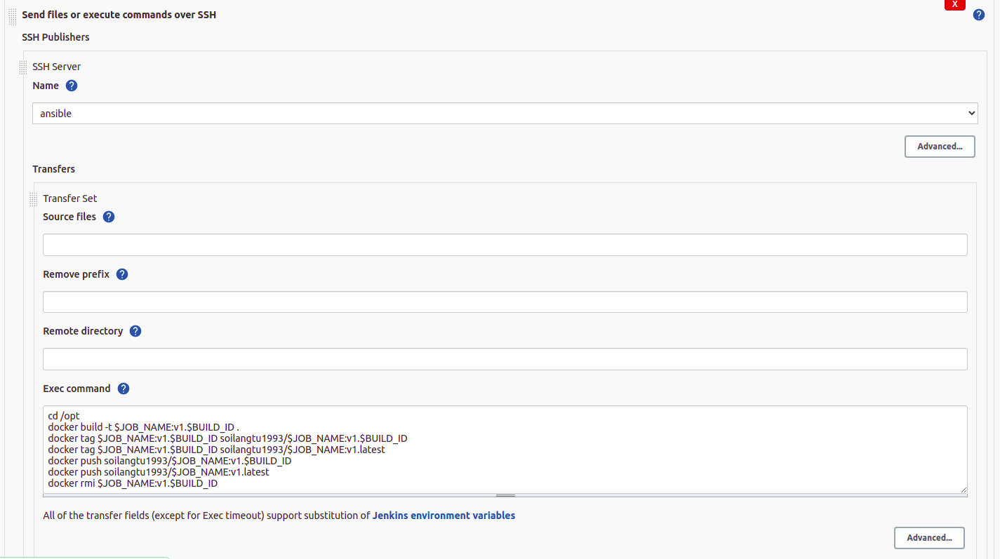 X
Send files or execute commands over SSH
?
SSH Publishers
SSH Server
Name ?
ansible
Advanced...
Transfers
Transfer Set
Source files ?
Remove prefix ?
Remote directory ?
Exec command ?
cd /opt
docker build -t $JOB_NAME:v1.$BUILD_ID .
docker tag $JOB_NAME:v1.$BUILD_ID soilangtu1993/$JOB_NAME:v1.$BUILD_ID
docker tag $JOB_NAME:v1.$BUILD_ID soilangtu1993/$JOB_NAME:v1.latest
docker push soilangtu1993/$JOB_NAME:v1.$BUILD_ID
docker push soilangtu1993/$JOB_NAME:v1.latest
docker rmi $JOB_NAME:v1.$BUILD_ID
All of the transfer fields (except for Exec timeout) support substitution of Jenkins environment variables
Advanced...